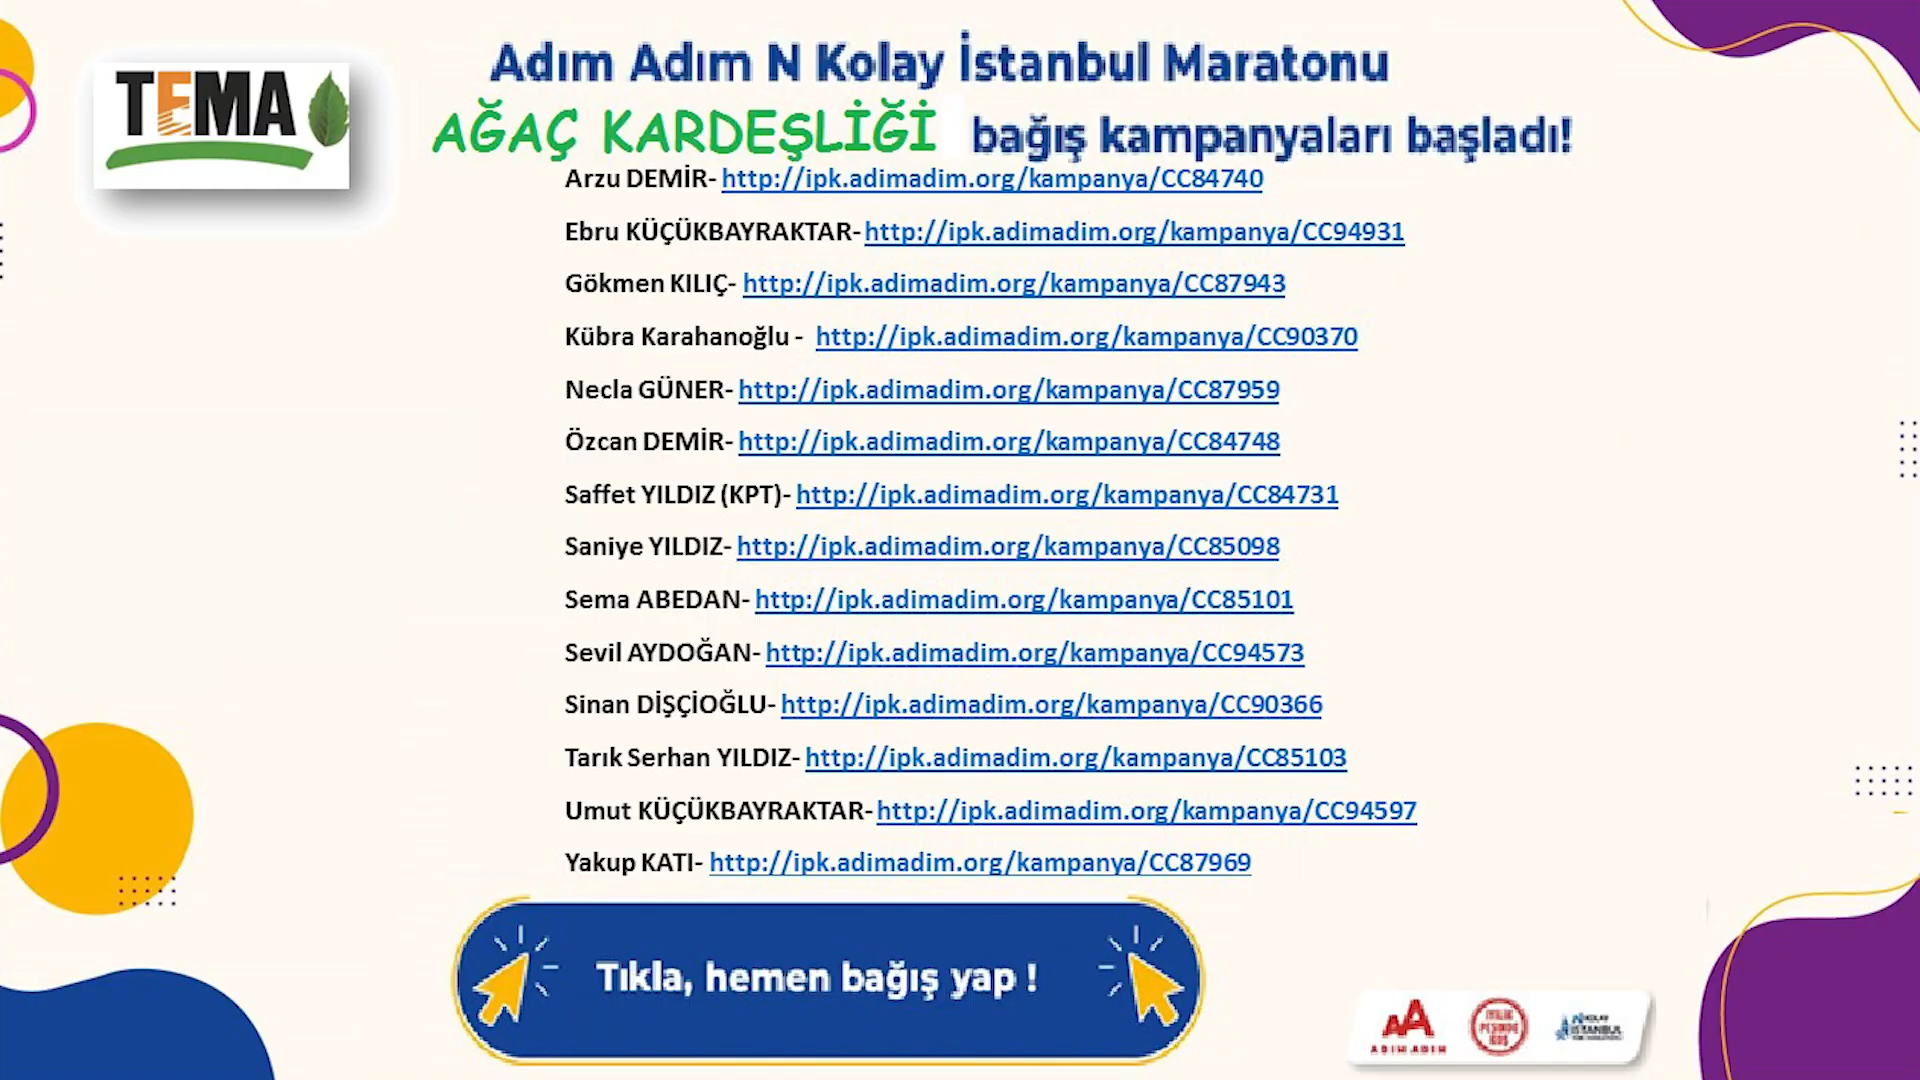 TEMA
Adım Adım N Kolay İstanbul Maratonu
AĞAÇ KARDEŞLİĞİ bağış kampanyaları başladı!
Arzu DEMİR- http://ipk.adimadim.org/kampanya/CC84740
Ebru KÜÇÜKBAYRAKTAR- http://ipk.adimadim.org/kampanya/CC94931
Gökmen KILIÇ- http://ipk.adimadim.org/kampanya/CC87943
Kübra Karahanoğlu - http://ipk.adimadim.org/kampanya/CC90370
Necla GÜNER- http://ipk.adimadim.org/kampanya/CC87959
Özcan DEMİR- http://ipk.adimadim.org/kampanya/CC84748
Saffet YILDIZ (KPT)- http://ipk.adimadim.org/kampanya/CC84731
Saniye YILDIZ- http://ipk.adimadim.org/kampanya/CC85098
Sema ABEDAN- http://ipk.adimadim.org/kampanya/CC85101
Sevil AYDOĞAN- http://ipk.adimadim.org/kampanya/CC94573
Sinan DİŞÇİOĞLU- http://ipk.adimadim.org/kampanya/CC90366
Tarık Serhan YILDIZ- http://ipk.adimadim.org/kampanya/CC85103
Umut KÜÇÜKBAYRAKTAR- http://ipk.adimadim.org/kampanya/CC94597
Yakup KATI- http://ipk.adimadim.org/kampanya/CC87969
Tıkla, hemen bağış yap !
ADIM ADIM
İYİLİK
PEŞİNDE
KOŞ
N KOLAY
İSTANBUL